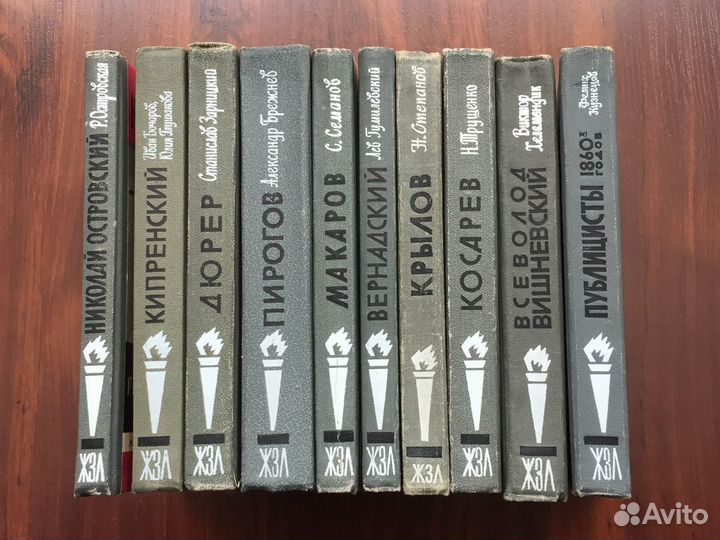 Р. Островская
НИКОЛАЙ ОСТРОВСКИЙ
ЖЗЛ
Иван Бочаров,
Юлия Глушакова
КИПРЕНСКИЙ
ЖЗЛ
Станислав Зарницкий
ДЮРЕР
ЖЗЛ
Александр Брежнев
ПИРОГОВ
ЖЗЛ
С. Семанов
МАКАРОВ
ЖЗЛ
Лев Гумилевский
ВЕРНАДСКИЙ
ЖЗЛ
Н. Степанов
КРЫЛОВ
ЖЗЛ
Н. Трущенко
КОСАРЕВ
ЖЗЛ
Виктор
Хелемендик
ВСЕВОЛОД
ВИШНЕВСКИЙ
ЖЗЛ
Феликс
Кузнецов
ПУБЛИЦИСТЫ 1860х
ГОДОВ
ЖЗЛ
Avito